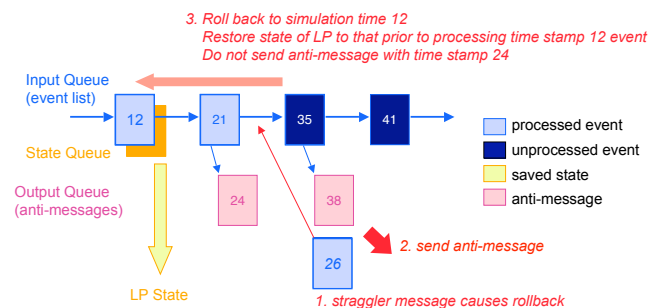 3. Roll back to simulation time 12
Restore state of LP to that prior to processing time stamp 12 event
Do not send anti-message with time stamp 24
Input Queue
(event list)
12
21
35
41
processed event
unprocessed event
saved state
anti-message
State Queue
Output Queue
(anti-messages)
24
38
2. send anti-message
26
LP State
1. straggler message causes rollback